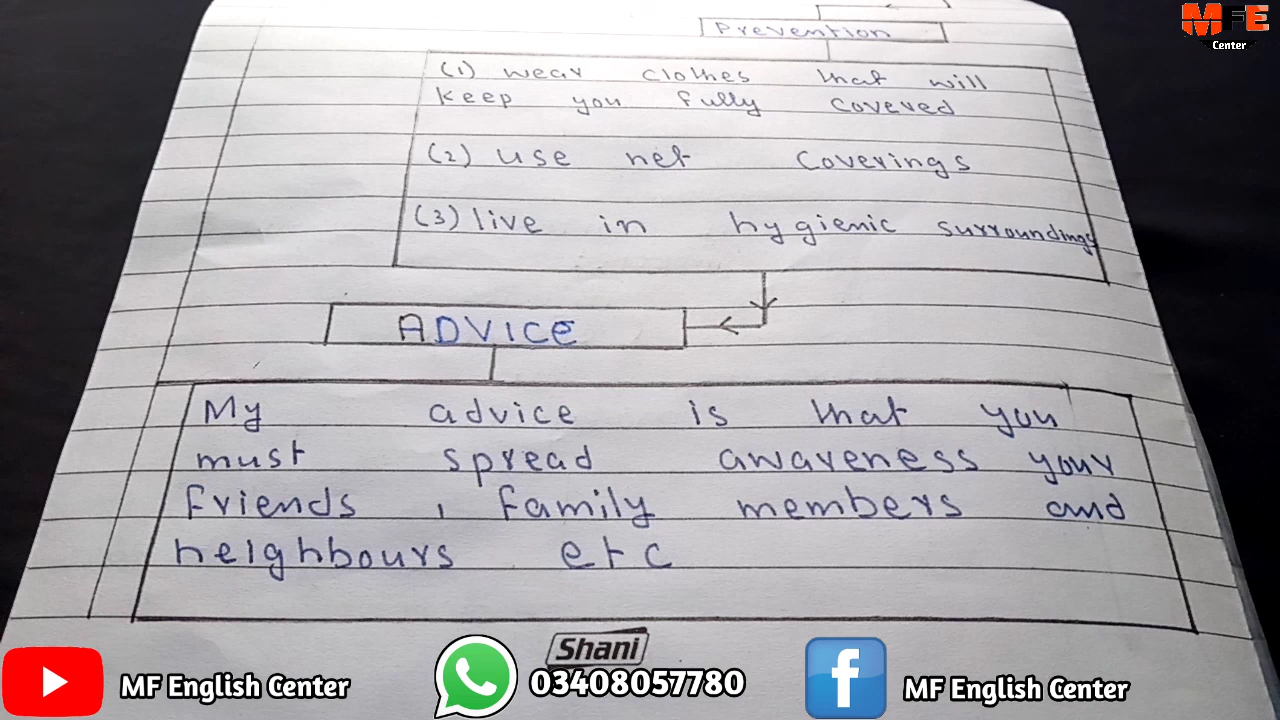 MFE
Center
Prevention
(1) wear clothes that will
keep you fully covered
(2) use net coverings
(3) live in hygienic surroundings
ADVICE
My advice is that you
must spread awareness your
friends , family members and
neighbours etc
Shani
MF English Center
03408057780
MF English Center